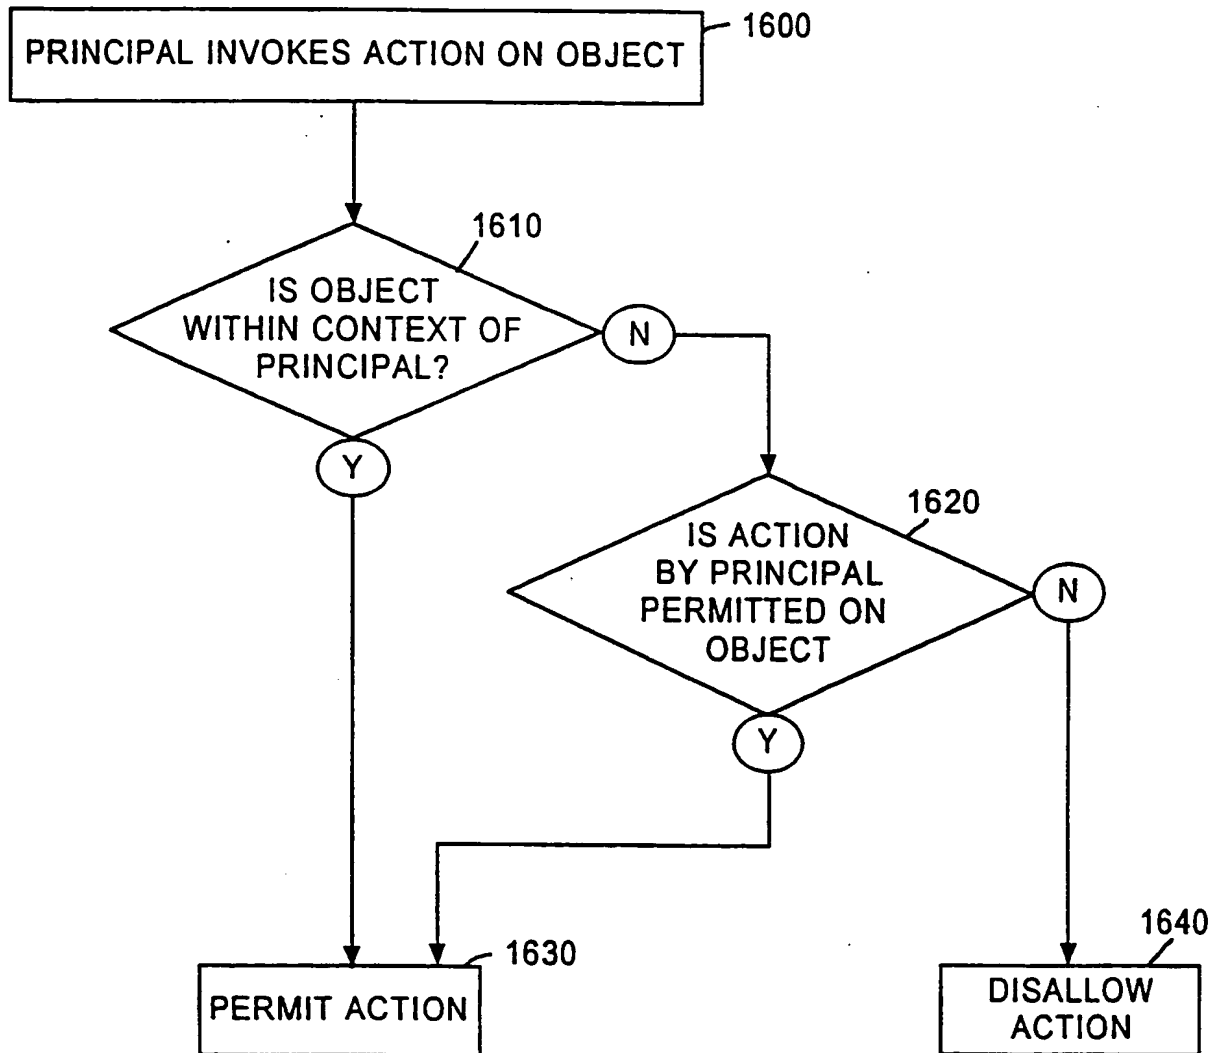 1600
PRINCIPAL INVOKES ACTION ON OBJECT
1610
IS OBJECT
WITHIN CONTEXT OF
PRINCIPAL?
N
Y
1620
IS ACTION
BY PRINCIPAL
PERMITTED ON
OBJECT
N
Y
1630
PERMIT ACTION
1640
DISALLOW
ACTION